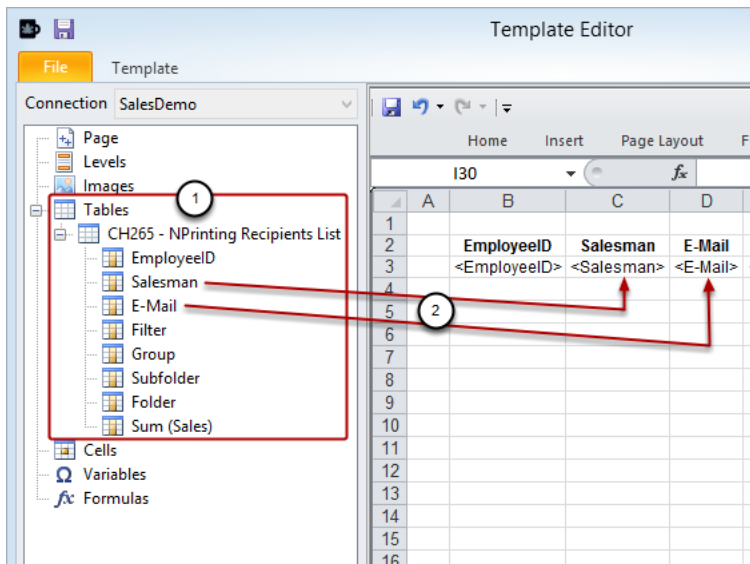 Template Editor
File Template
Connection SalesDemo
Page
Levels
Images
Tables
1
CH265 - NPrinting Recipients List
EmployeeID
Salesman
E-Mail
Filter
Group
Subfolder
Folder
Sum (Sales)
Cells
Ω Variables
fx Formulas
Home Insert Page Layout F
I30 fx
A B C D
1
2 EmployeeID Salesman E-Mail
3 <EmployeeID> <Salesman> <E-Mail>
4
5
2
6
7
8
9
10
11
12
13
14
15
16